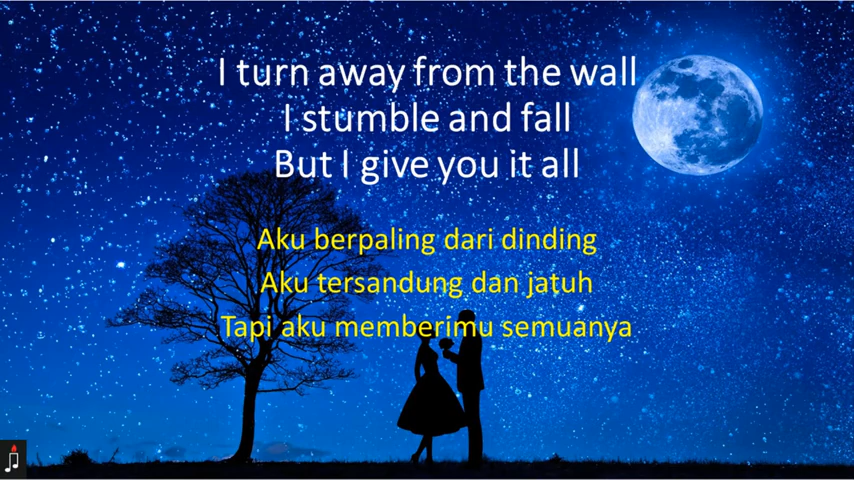 I turn away from the wall
I stumble and fall
But I give you it all
Aku berpaling dari dinding
Aku tersandung dan jatuh
Tapi aku memberimu semuanya